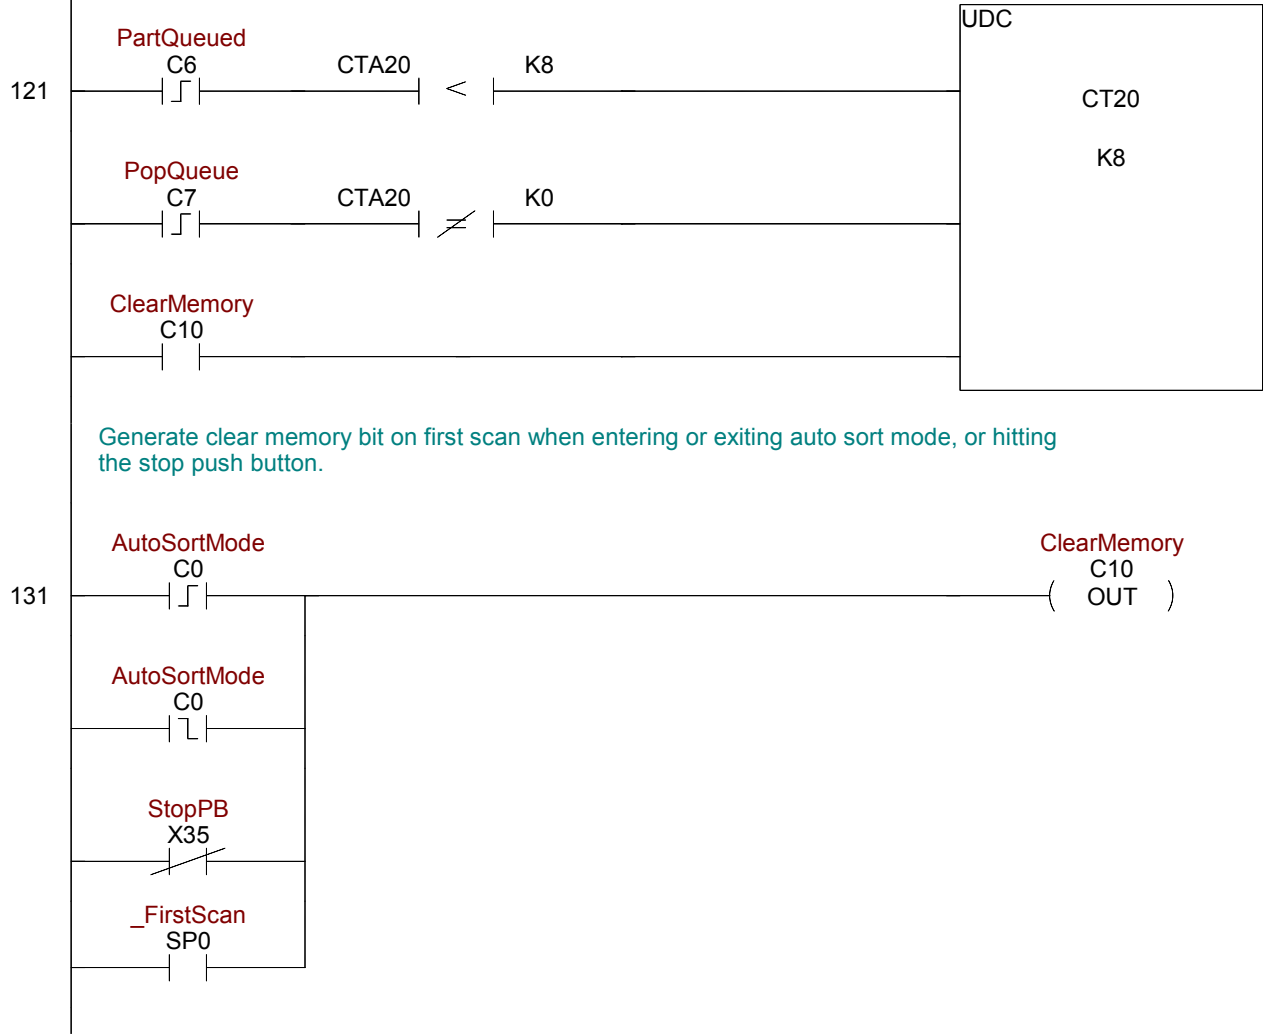 UDC
PartQueued
C6 CTA20 K8
121
<
CT20
K8
PopQueue
C7 CTA20 K0
≠
ClearMemory
C10
Generate clear memory bit on first scan when entering or exiting auto sort mode, or hitting
the stop push button.
AutoSortMode
C0
131
ClearMemory
C10
( OUT )
AutoSortMode
C0
StopPB
X35
_FirstScan
SP0